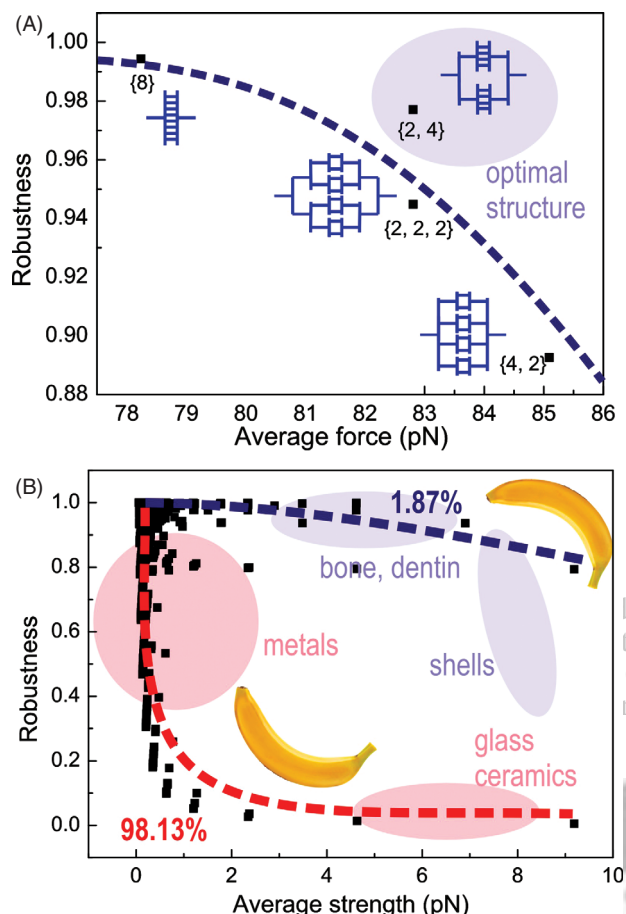 (A)
1.00
0.98
0.96
0.94
0.92
0.90
0.88
Robustness
{8}
{2, 4}
optimal
structure
{2, 2, 2}
{4, 2}
78 79 80 81 82 83 84 85 86
Average force (pN)
(B)
1.0
0.8
0.6
0.4
0.2
0.0
Robustness
1.87%
bone, dentin
metals
shells
glass
ceramics
98.13%
0 2 4 6 8 10
Average strength (pN)